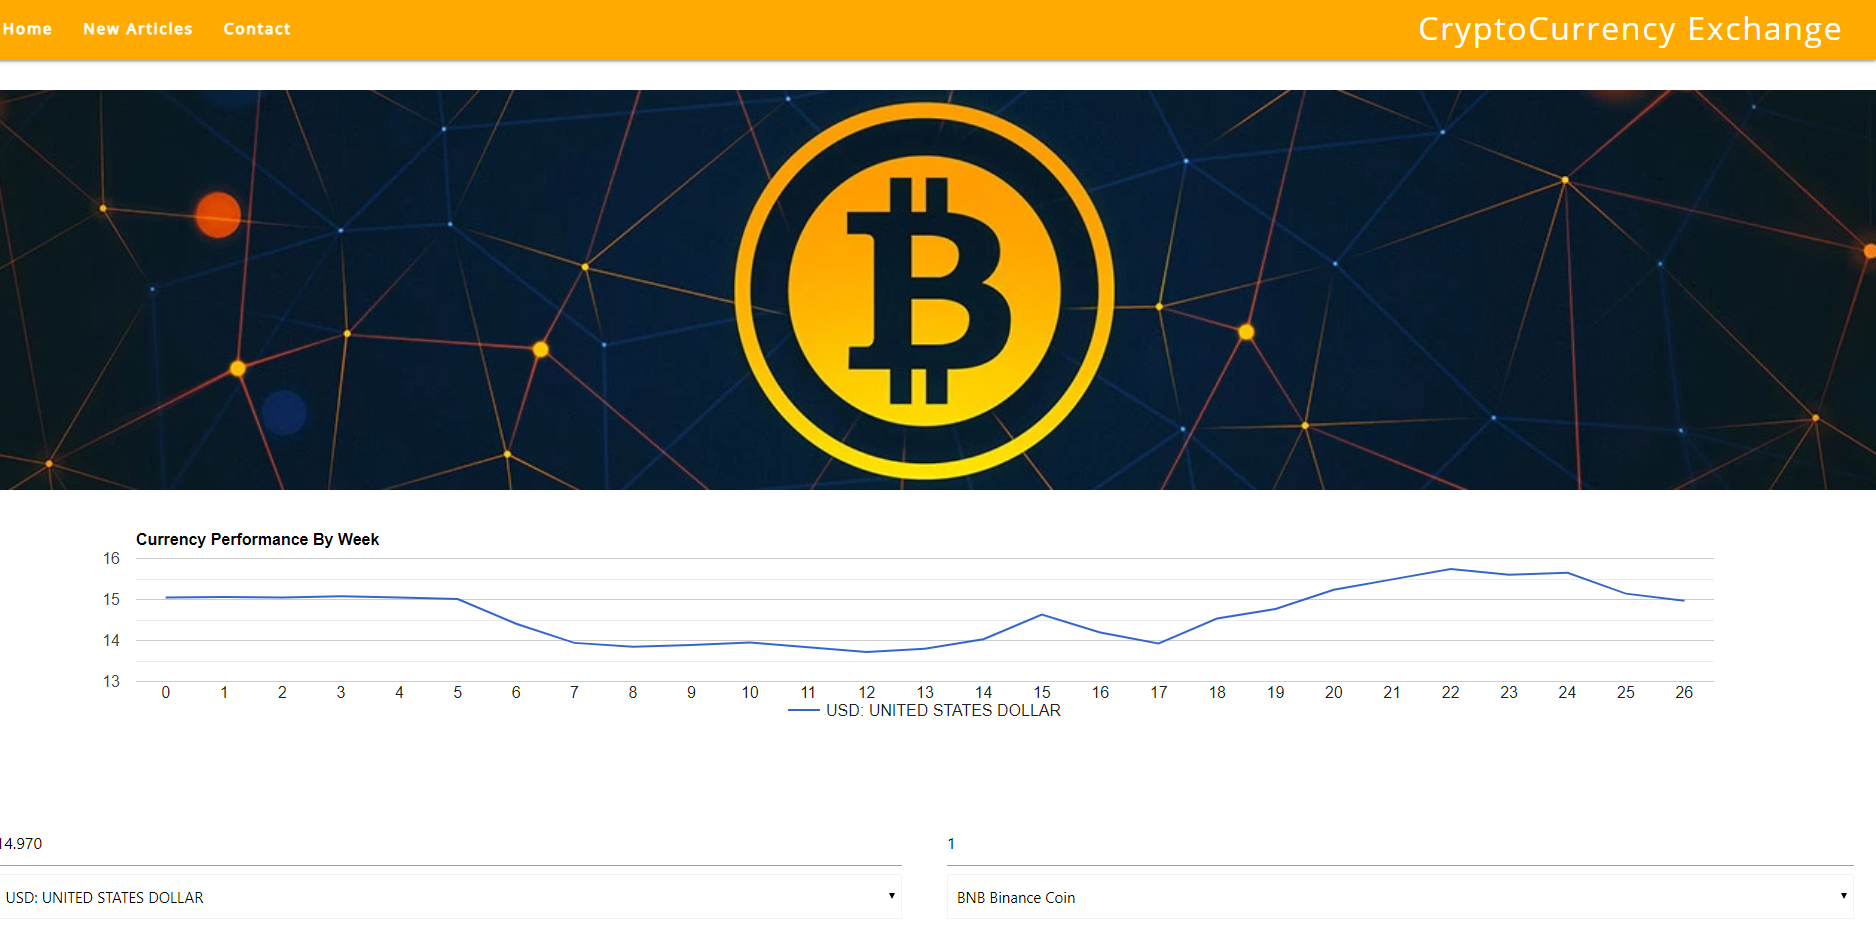 Home New Articles Contact CryptoCurrency Exchange
Currency Performance By Week
16
15
14
13
0 1 2 3 4 5 6 7 8 9 10 11 12 13 14 15 16 17 18 19 20 21 22 23 24 25 26
USD: UNITED STATES DOLLAR
14.970 1
USD: UNITED STATES DOLLAR BNB Binance Coin